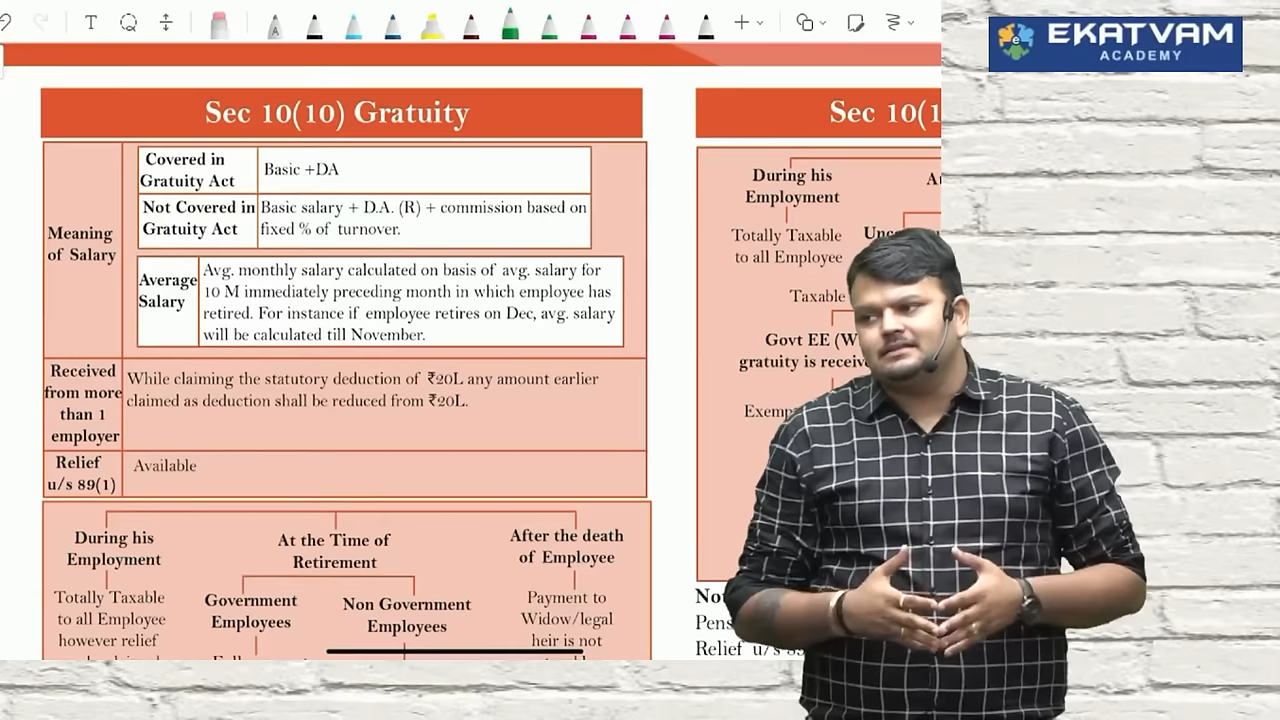 EKATVAM
ACADEMY
Sec 10(10) Gratuity
Covered in
Gratuity Act
Basic +DA
Not Covered in
Gratuity Act
Basic salary + D.A. (R) + commission based on
fixed % of turnover.
Meaning
of Salary
Average
Salary
Avg. monthly salary calculated on basis of avg. salary for
10 M immediately preceding month in which employee has
retired. For instance if employee retires on Dec, avg. salary
will be calculated till November.
Received
from more
than 1
employer
While claiming the statutory deduction of ₹20L any amount earlier
claimed as deduction shall be reduced from ₹20L.
Relief
u/s 89(1)
Available
During his
Employment
Totally Taxable
to all Employee
however relief
At the Time of
Retirement
Government
Employees
Non Government
Employees
After the death
of Employee
Payment to
Widow/legal
heir is not
Sec 10(1
During his
Employment
Totally Taxable
to all Employee
Taxable
Govt EE (W
gratuity is receiv
Exemp
Relief u/s